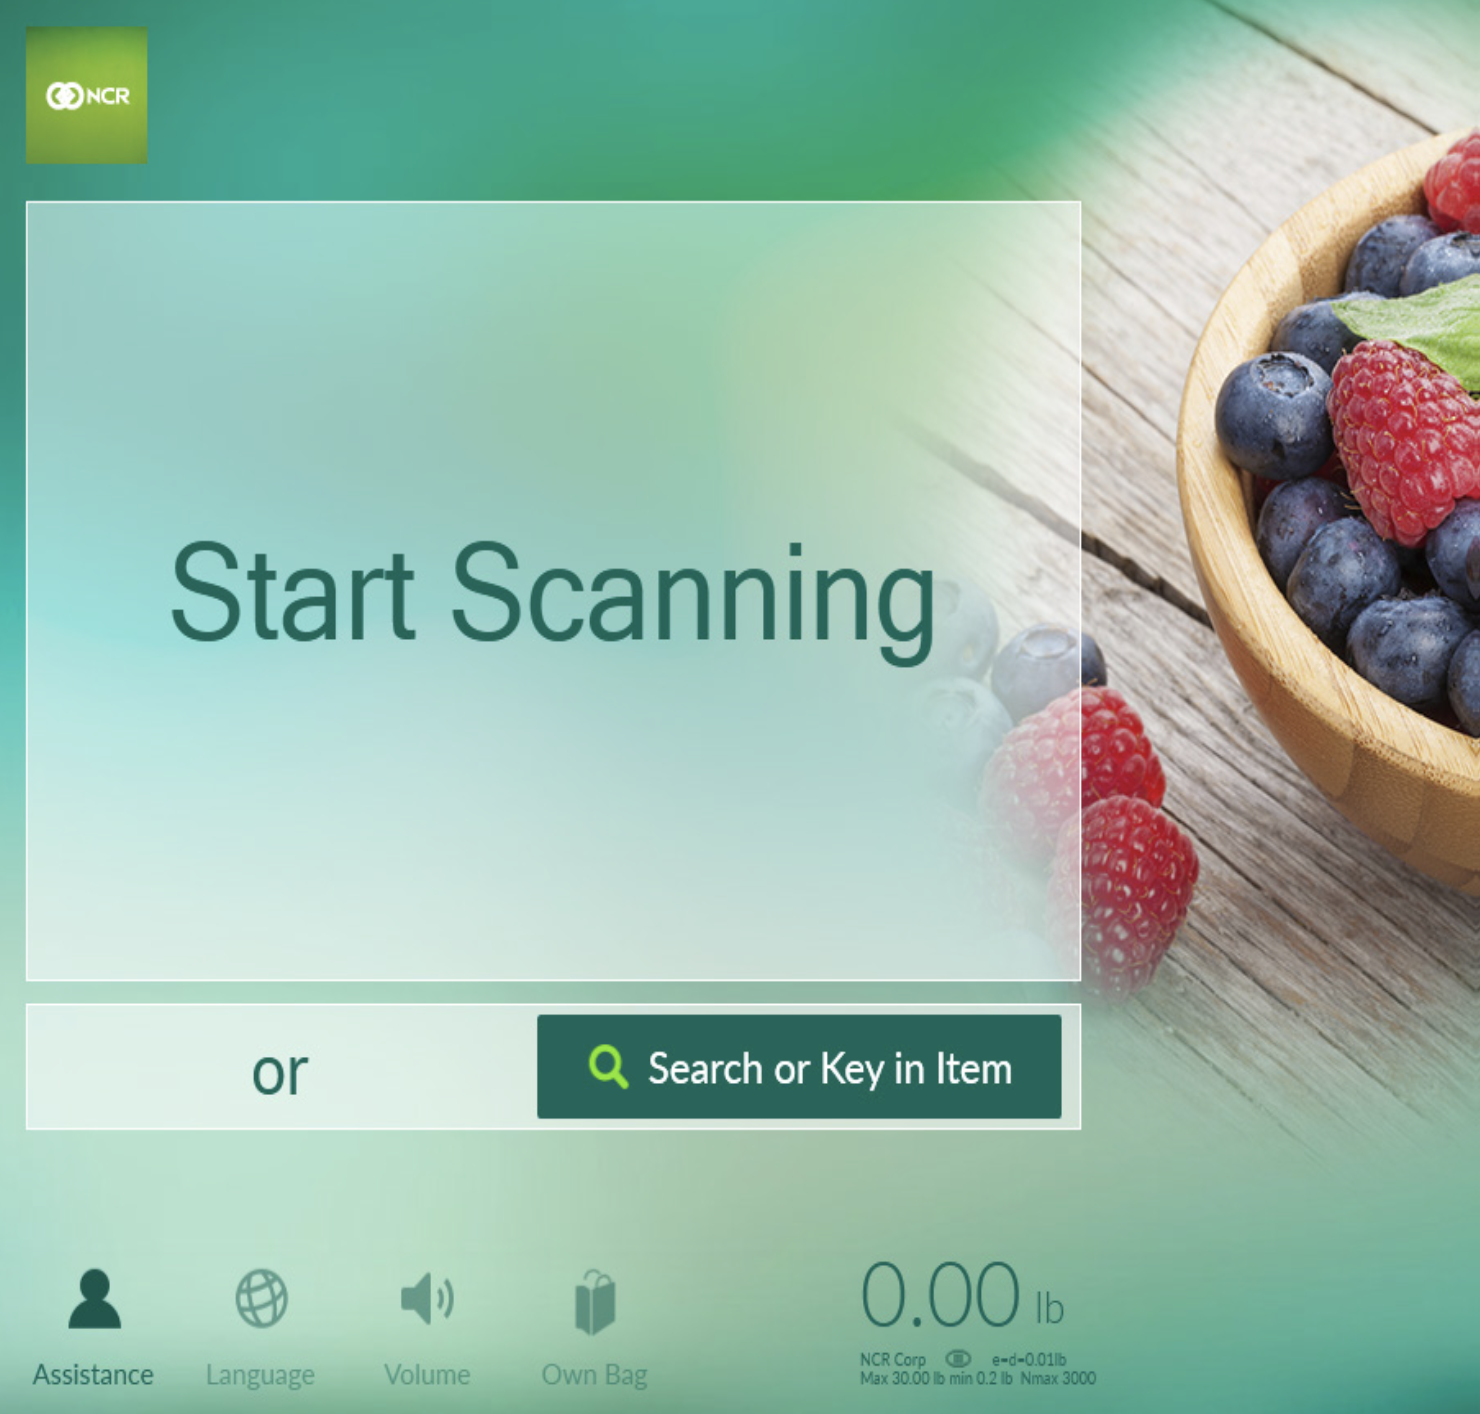 NCR
Start Scanning
or
Search or Key in Item
Assistance
Language
Volume
Own Bag
0.00 lb
NCR Corp e=d=0.01lb
Max 30.00 lb min 0.2 lb Nmax 3000